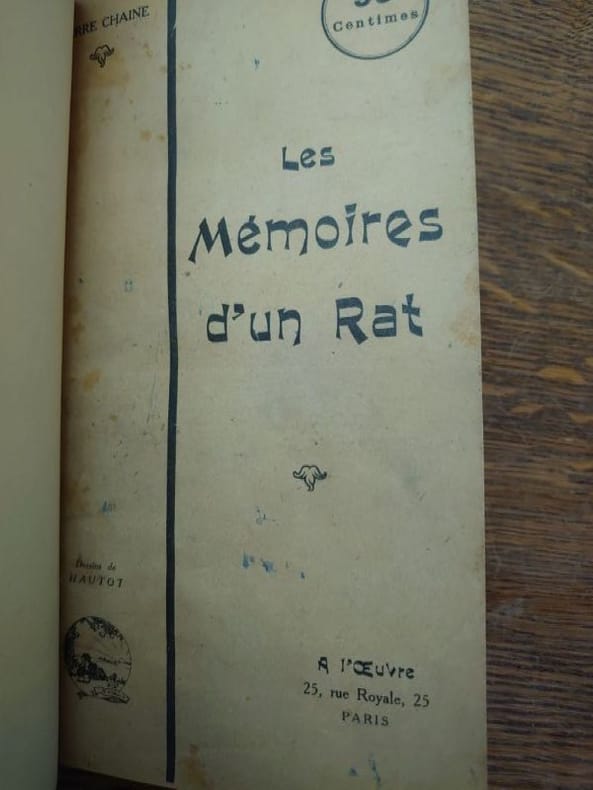 RRE CHAINE
Centimes
Les
Mémoires
d'un Rat
Dessins de
HAUTOT
A l'Œuvre
25, rue Royale, 25
PARIS